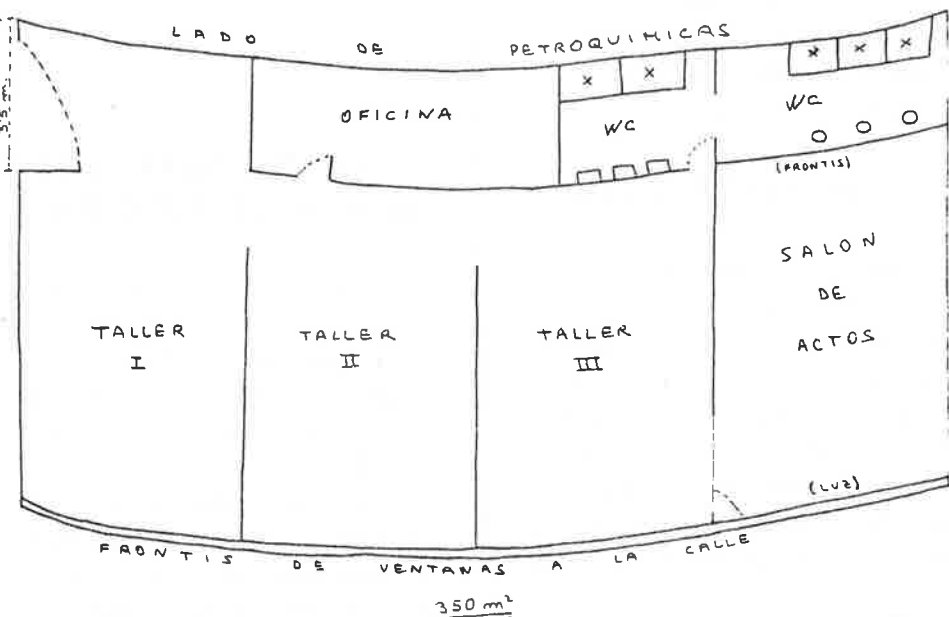 LADO DE PETROQUIMICAS
5'5 m
OFICINA
WC
WC
(FRONTIS)
SALON
DE
ACTOS
TALLER
I
TALLER
II
TALLER
III
(LUZ)
FRONTIS DE VENTANAS A LA CALLE
350 m²